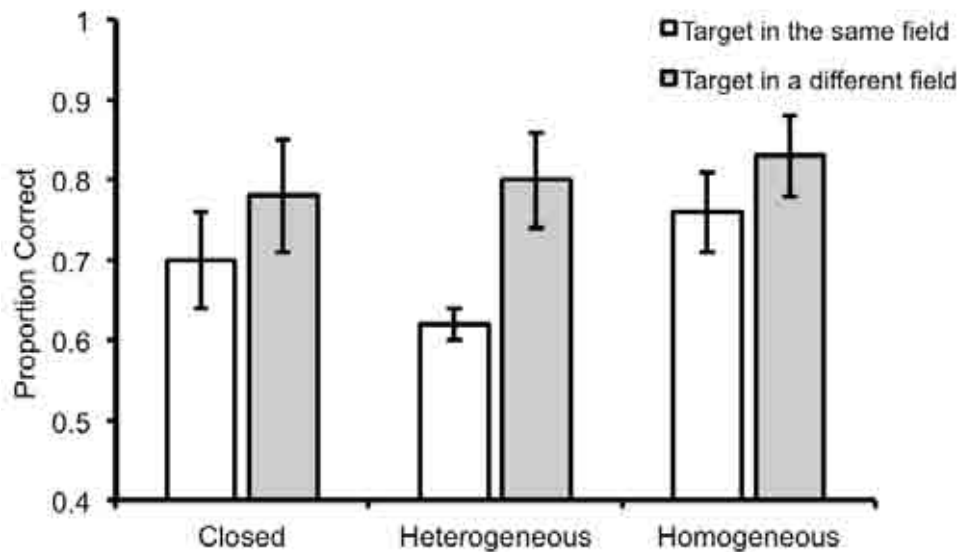 Target in the same field
Target in a different field
Proportion Correct
1
0.9
0.8
0.7
0.6
0.5
0.4
Closed
Heterogeneous
Homogeneous